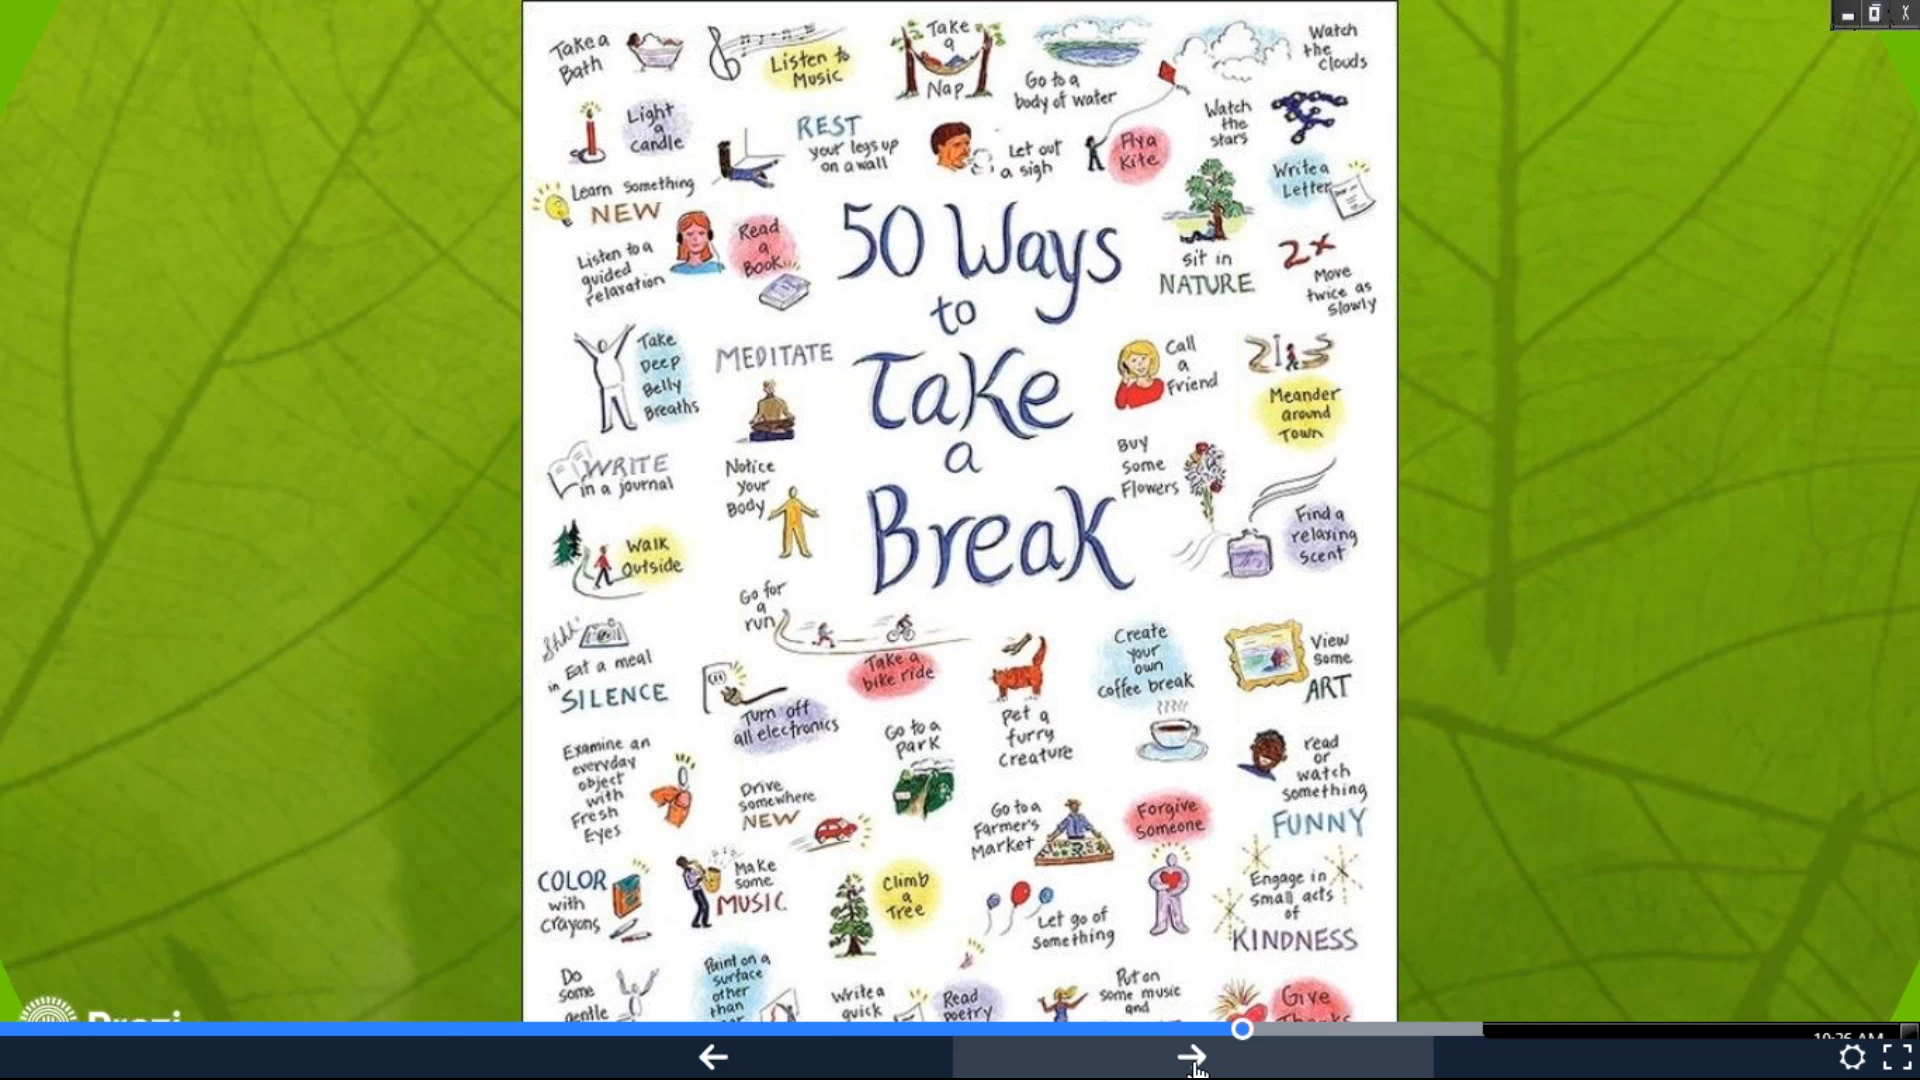 Take a
Bath
Listen to
Music
Take
a
Nap
Go to a
body of water
Watch
the
clouds
Light
a
candle
REST
your legs up
on a wall
Let out
a sigh
Fly a
Kite
Watch
the
stars
Write a
Letter
Learn Something
NEW
Listen to a
guided
relaxation
Read
a
Book
50 Ways
to
Take
a
Break
sit in
NATURE
2x
Move
twice as
slowly
Take
Deep
Belly
Breaths
MEDITATE
Call
a
Friend
Meander
around
Town
WRITE
in a journal
Notice
your
Body
Buy
some
Flowers
Find a
relaxing
scent
Walk
Outside
Go for
a
run
Take a
bike ride
Shhh!
Eat a meal
in
SILENCE
Turn off
all electronics
Pet a
furry
creature
Create
your
own
coffee break
View
some
ART
Examine an
everyday
object
with
Fresh
Eyes
Drive
somewhere
NEW
Go to a
park
Go to a
Farmer's
Market
Forgive
Someone
read
or
watch
something
FUNNY
COLOR
with
crayons
Make
some
MUSIC
Climb
a
Tree
Let go of
something
Engage in
small acts
of
KINDNESS
Do
some
gentle
Paint on a
surface
other
than
Write a
quick
Read
poetry
Put on
some music
and
Give
Thanks
Prezi
10:26 AM